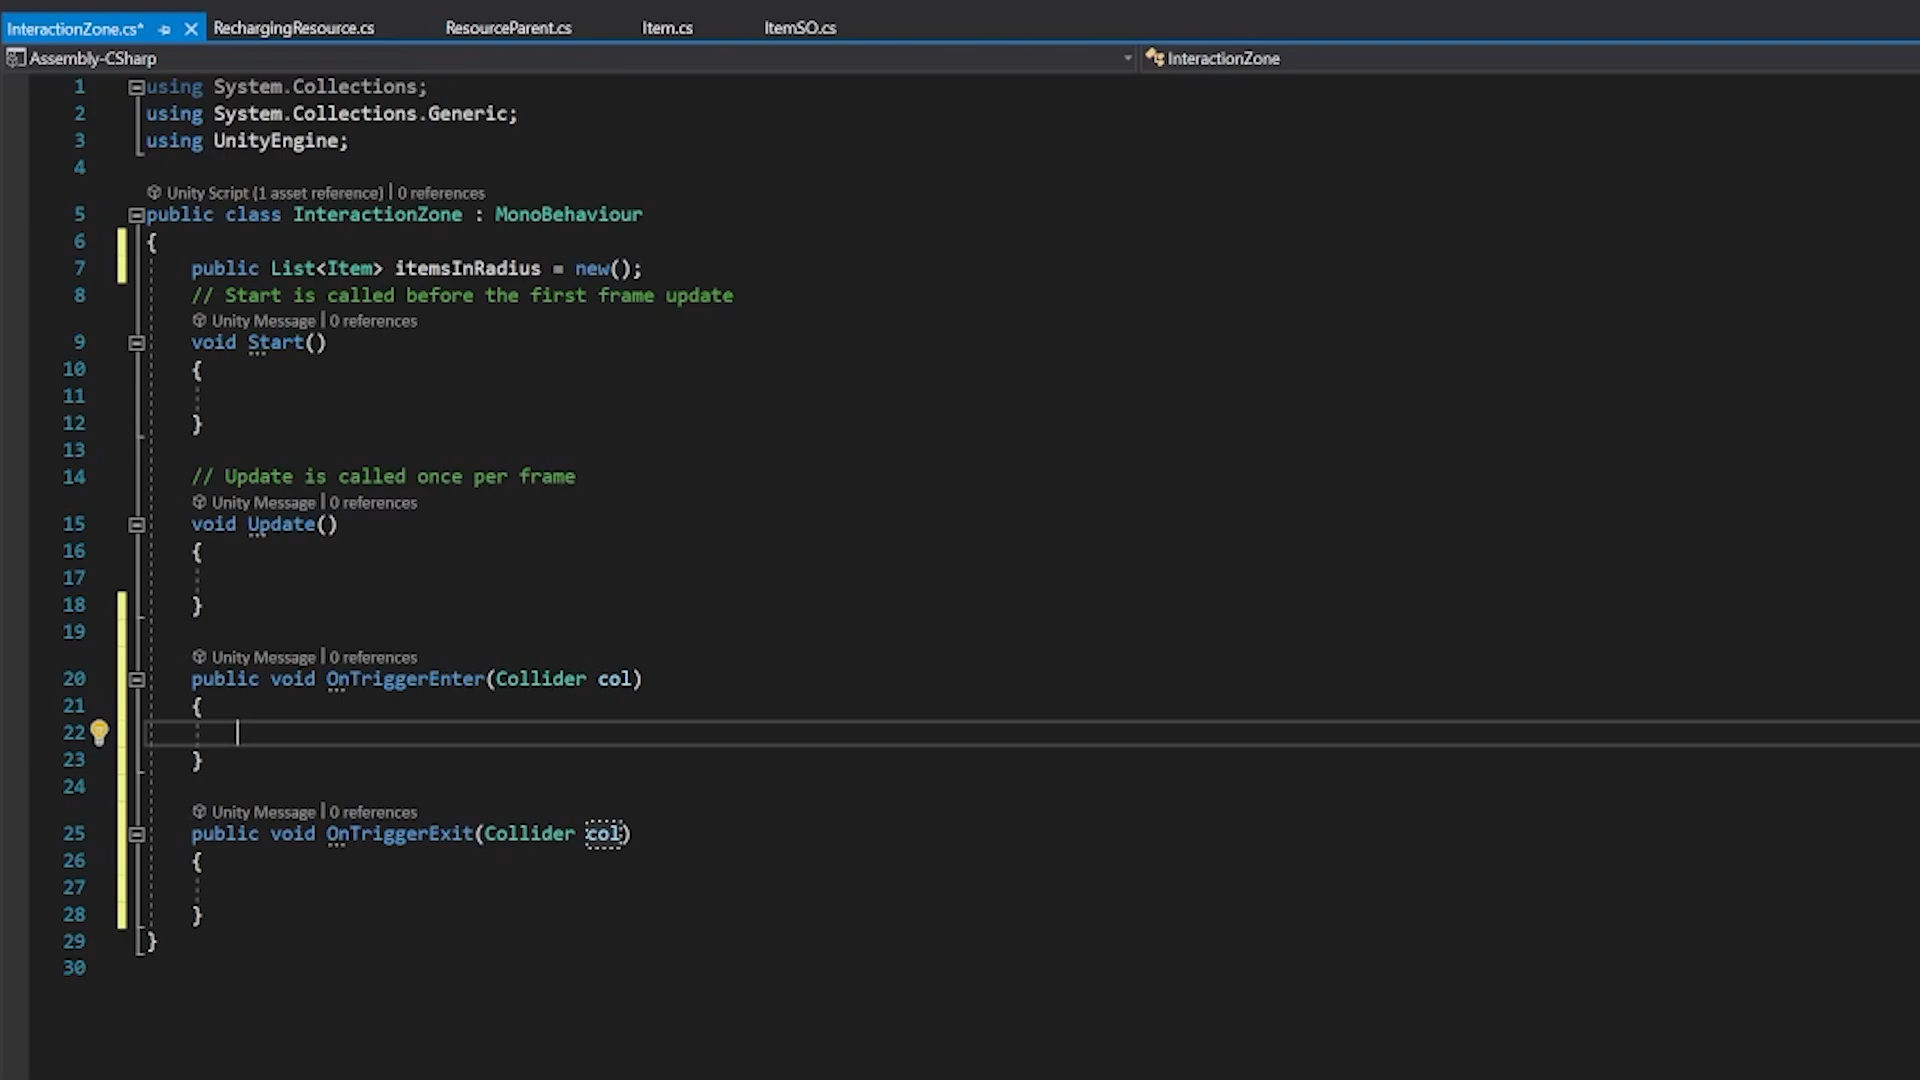 InteractionZone.cs* RechargingResource.cs ResourceParent.cs Item.cs ItemSO.cs
Assembly-CSharp InteractionZone
1 using System.Collections;
2 using System.Collections.Generic;
3 using UnityEngine;
4
Unity Script (1 asset reference) | 0 references
5 public class InteractionZone : MonoBehaviour
6 {
7 public List<Item> itemsInRadius = new();
8 // Start is called before the first frame update
Unity Message | 0 references
9 void Start()
10 {
11
12 }
13
14 // Update is called once per frame
Unity Message | 0 references
15 void Update()
16 {
17
18 }
19
Unity Message | 0 references
20 public void OnTriggerEnter(Collider col)
21 {
22
23 }
24
Unity Message | 0 references
25 public void OnTriggerExit(Collider col)
26 {
27
28 }
29 }
30